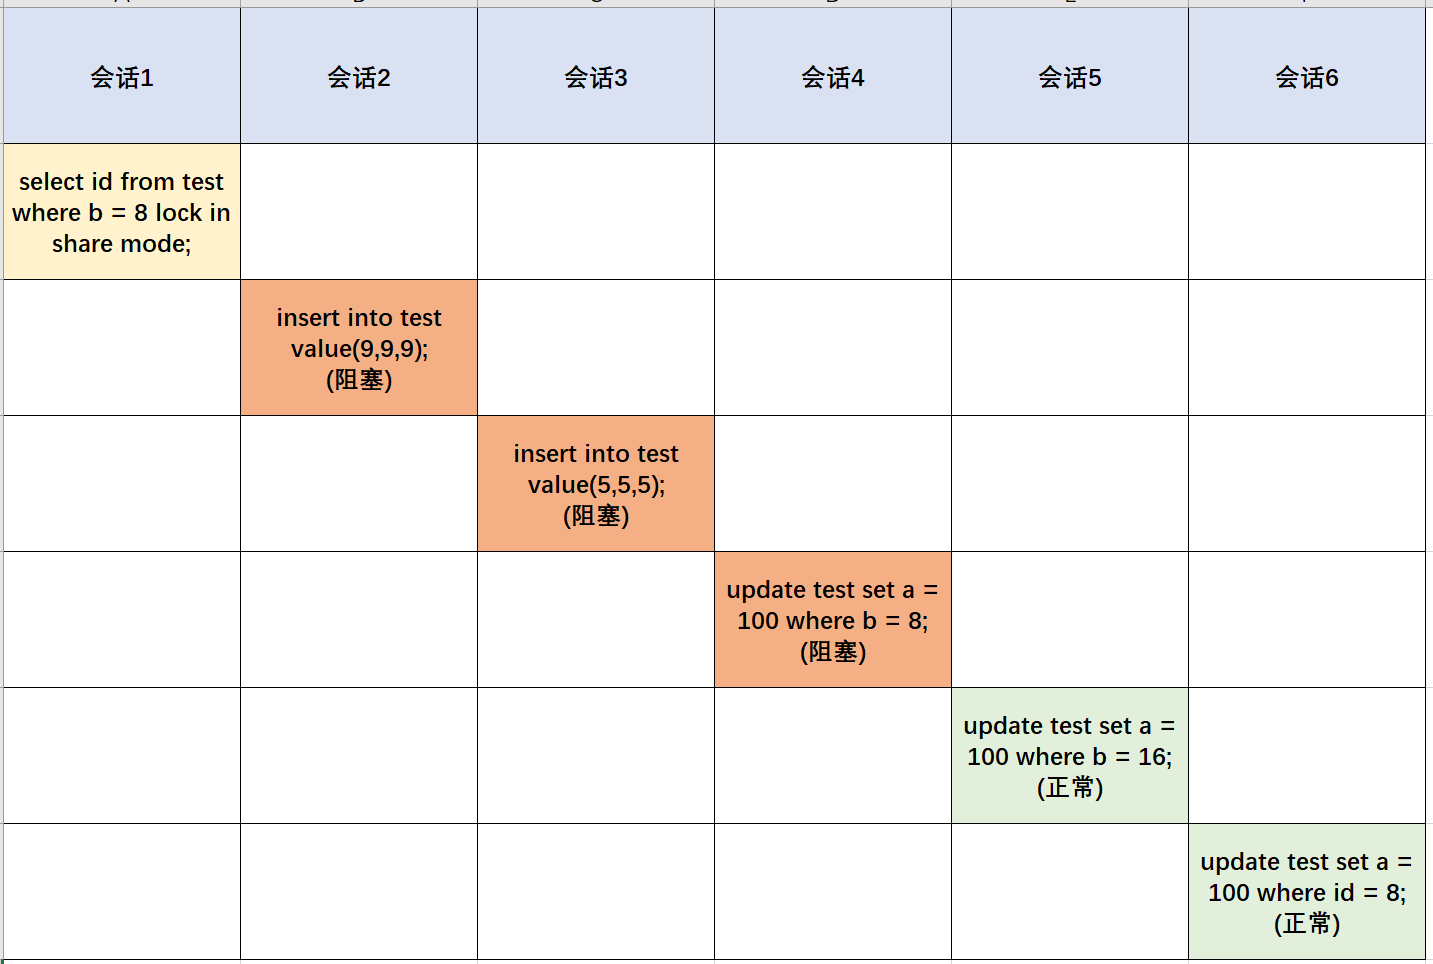 会话1
会话2
会话3
会话4
会话5
会话6
select id from test
where b = 8 lock in
share mode;
insert into test
value(9,9,9);
(阻塞)
insert into test
value(5,5,5);
(阻塞)
update test set a =
100 where b = 8;
(阻塞)
update test set a =
100 where b = 16;
(正常)
update test set a =
100 where id = 8;
(正常)